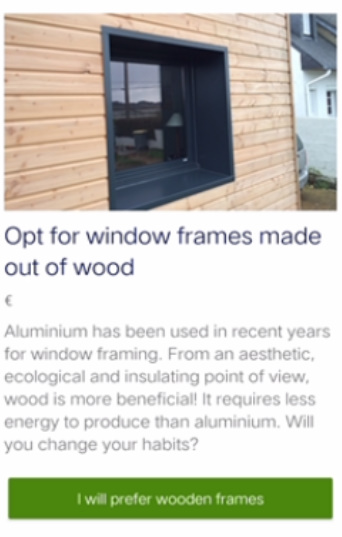 Opt for window frames made
out of wood
€
Aluminium has been used in recent years
for window framing. From an aesthetic,
ecological and insulating point of view,
wood is more beneficial! It requires less
energy to produce than aluminium. Will
you change your habits?
I will prefer wooden frames